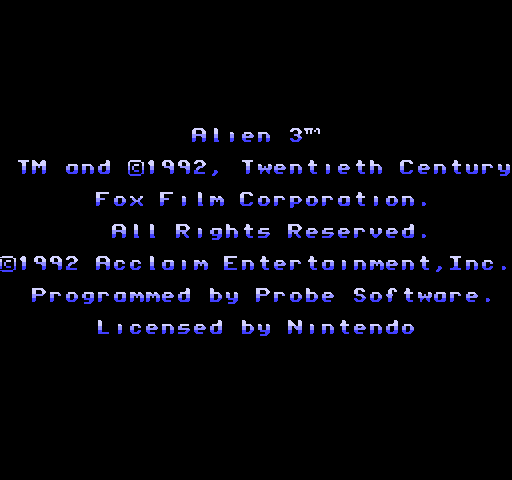 Alien 3™
TM and ©1992, Twentieth Century
Fox Film Corporation.
All Rights Reserved.
©1992 Acclaim Entertainment,Inc.
Programmed by Probe Software.
Licensed by Nintendo